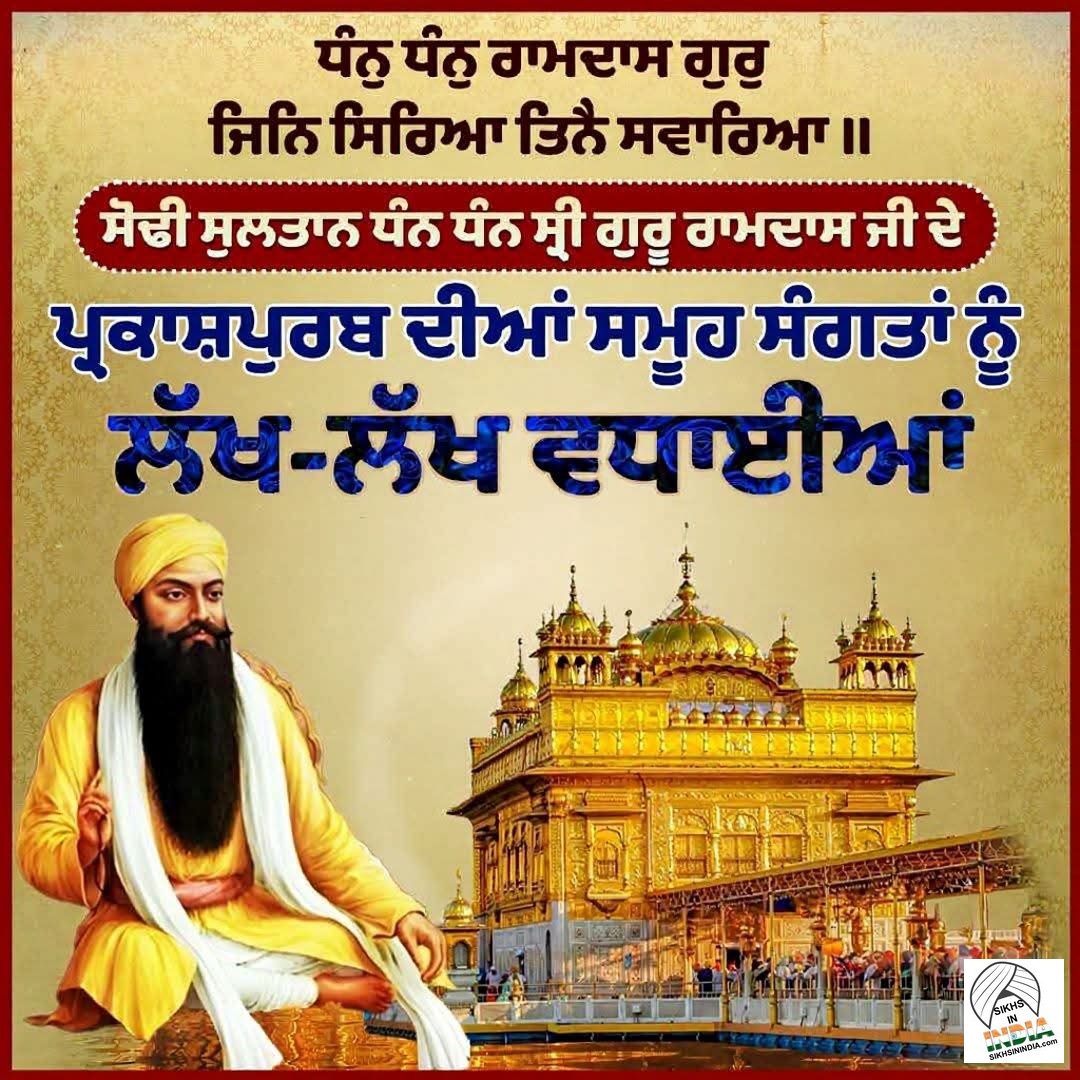 ਧੰਨੁ ਧੰਨੁ ਰਾਮਦਾਸ ਗੁਰੁ
ਜਿਨਿ ਸਿਰਿਆ ਤਿਨੈ ਸਵਾਰਿਆ ॥
ਸੋਢੀ ਸੁਲਤਾਨ ਧੰਨ ਧੰਨ ਸ੍ਰੀ ਗੁਰੂ ਰਾਮਦਾਸ ਜੀ ਦੇ
ਪ੍ਰਕਾਸ਼ਪੁਰਬ ਦੀਆਂ ਸਮੂਹ ਸੰਗਤਾਂ ਨੂੰ
ਲੱਖ-ਲੱਖ ਵਧਾਈਆਂ
SIKHS
IN
INDIA
SIKHSININDIA.com